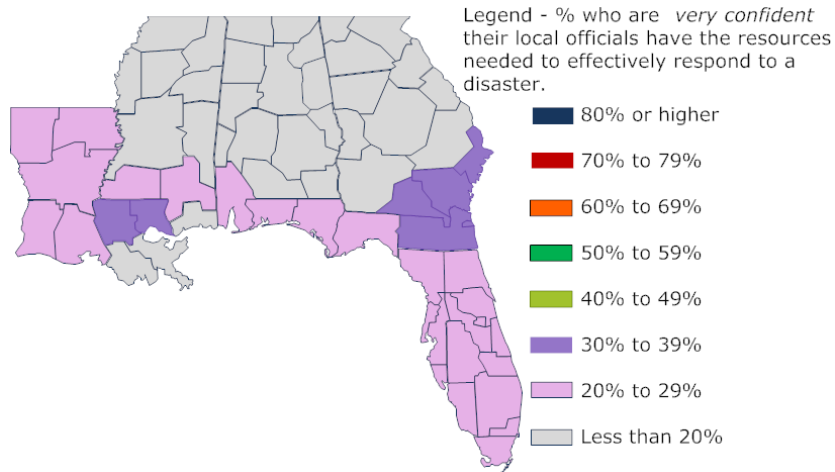 Legend - % who are very confident
their local officials have the resources
needed to effectively respond to a
disaster.
80% or higher
70% to 79%
60% to 69%
50% to 59%
40% to 49%
30% to 39%
20% to 29%
Less than 20%